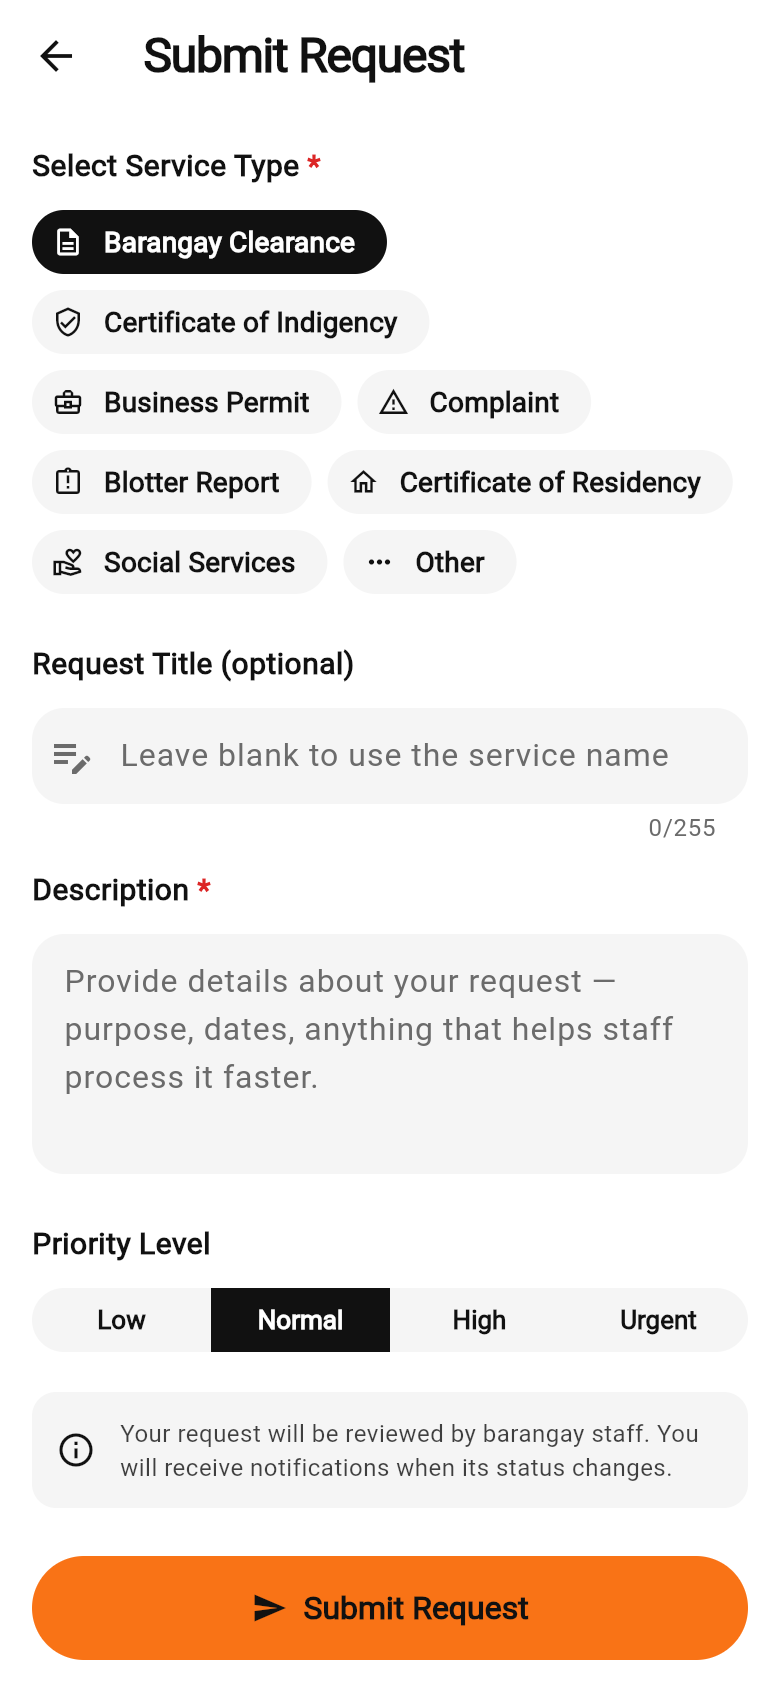 Submit Request
Select Service Type *
Barangay Clearance
Certificate of Indigency
Business Permit
Complaint
Blotter Report
Certificate of Residency
Social Services
Other
Request Title (optional)
Leave blank to use the service name
0/255
Description *
Provide details about your request —
purpose, dates, anything that helps staff
process it faster.
Priority Level
Low
Normal
High
Urgent
Your request will be reviewed by barangay staff. You
will receive notifications when its status changes.
Submit Request